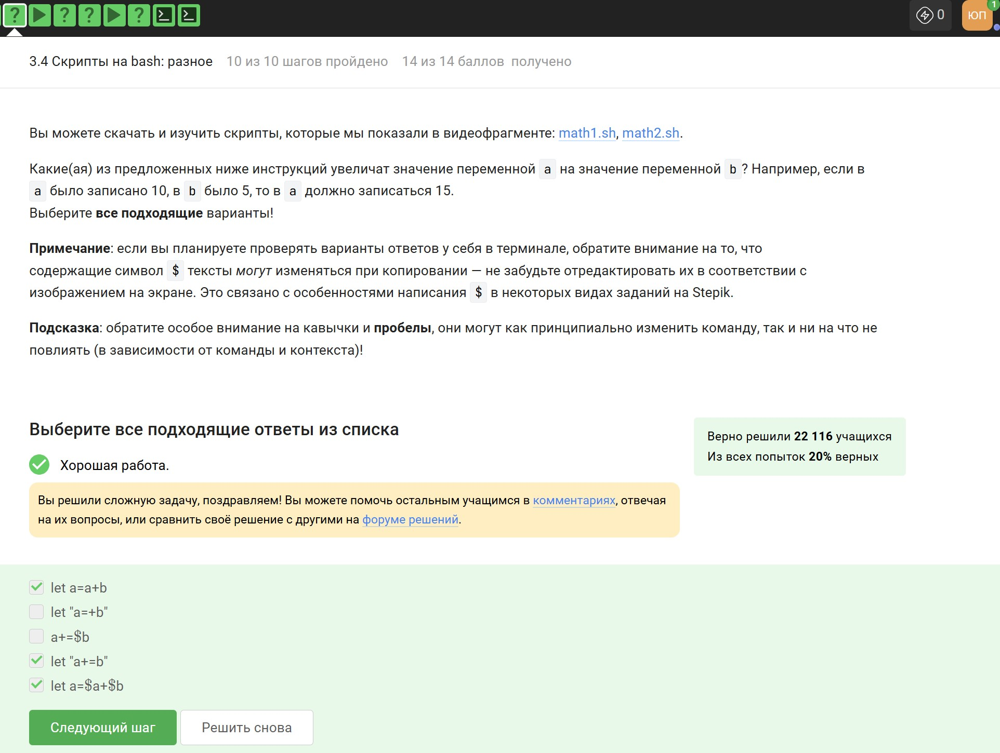 0
ЮП
1
3.4 Скрипты на bash: разное 10 из 10 шагов пройдено 14 из 14 баллов получено
Вы можете скачать и изучить скрипты, которые мы показали в видеофрагменте: math1.sh, math2.sh.
Какие(ая) из предложенных ниже инструкций увеличат значение переменной a на значение переменной b? Например, если в
a было записано 10, в b было 5, то в a должно записаться 15.
Выберите все подходящие варианты!
Примечание: если вы планируете проверять варианты ответов у себя в терминале, обратите внимание на то, что
содержащие символ $ тексты могут изменяться при копировании — не забудьте отредактировать их в соответствии с
изображением на экране. Это связано с особенностями написания $ в некоторых видах заданий на Stepik.
Подсказка: обратите особое внимание на кавычки и пробелы, они могут как принципиально изменить команду, так и ни на что не
повлиять (в зависимости от команды и контекста)!
Выберите все подходящие ответы из списка
Верно решили 22 116 учащихся
Из всех попыток 20% верных
Хорошая работа.
Вы решили сложную задачу, поздравляем! Вы можете помочь остальным учащимся в комментариях, отвечая
на их вопросы, или сравнить своё решение с другими на форуме решений.
let a=a+b
let "a=+b"
a+=$b
let "a+=b"
let a=$a+$b
Следующий шаг
Решить снова